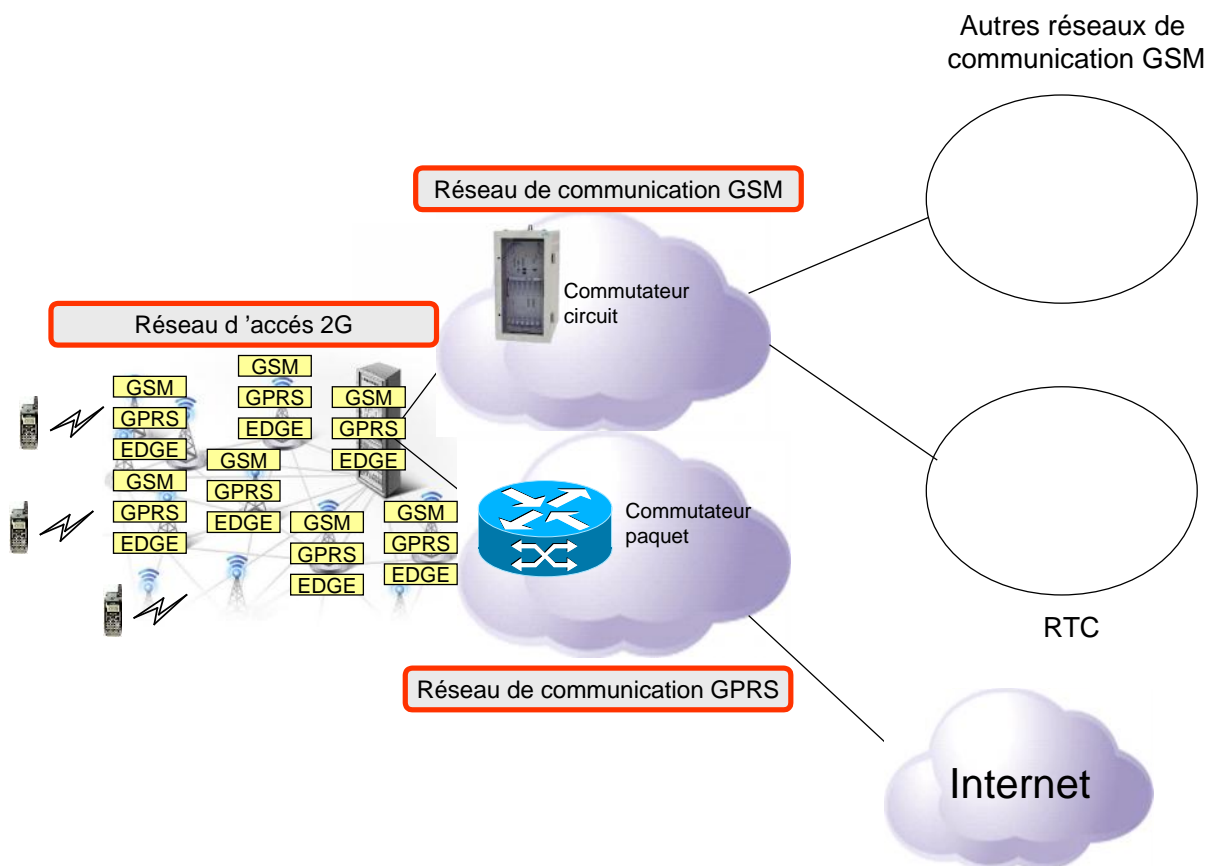 Autres réseaux de
communication GSM
Réseau de communication GSM
Commutateur
circuit
Réseau d ’accés 2G
GSM
GPRS
EDGE
GSM
GPRS
EDGE
GSM
GPRS
EDGE
GSM
GPRS
EDGE
GSM
GPRS
EDGE
GSM
GPRS
EDGE
GSM
GPRS
EDGE
Commutateur
paquet
RTC
Réseau de communication GPRS
Internet